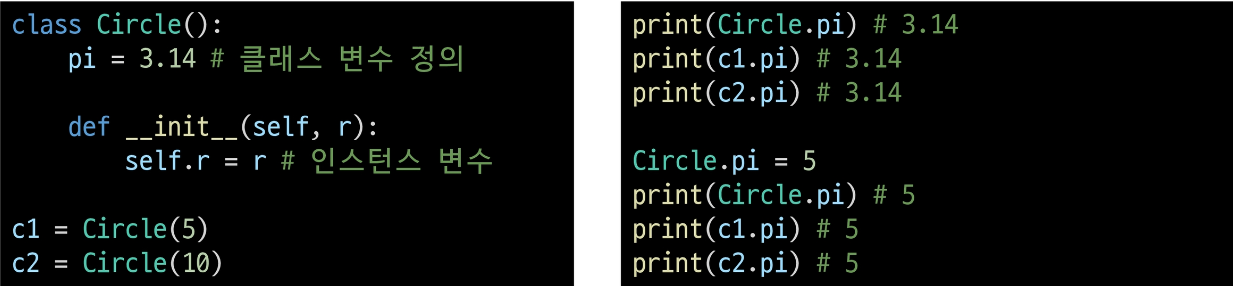 class Circle():
    pi = 3.14 # 클래스 변수 정의

    def __init__(self, r):
        self.r = r # 인스턴스 변수

c1 = Circle(5)
c2 = Circle(10)

print(Circle.pi) # 3.14
print(c1.pi) # 3.14
print(c2.pi) # 3.14

Circle.pi = 5
print(Circle.pi) # 5
print(c1.pi) # 5
print(c2.pi) # 5